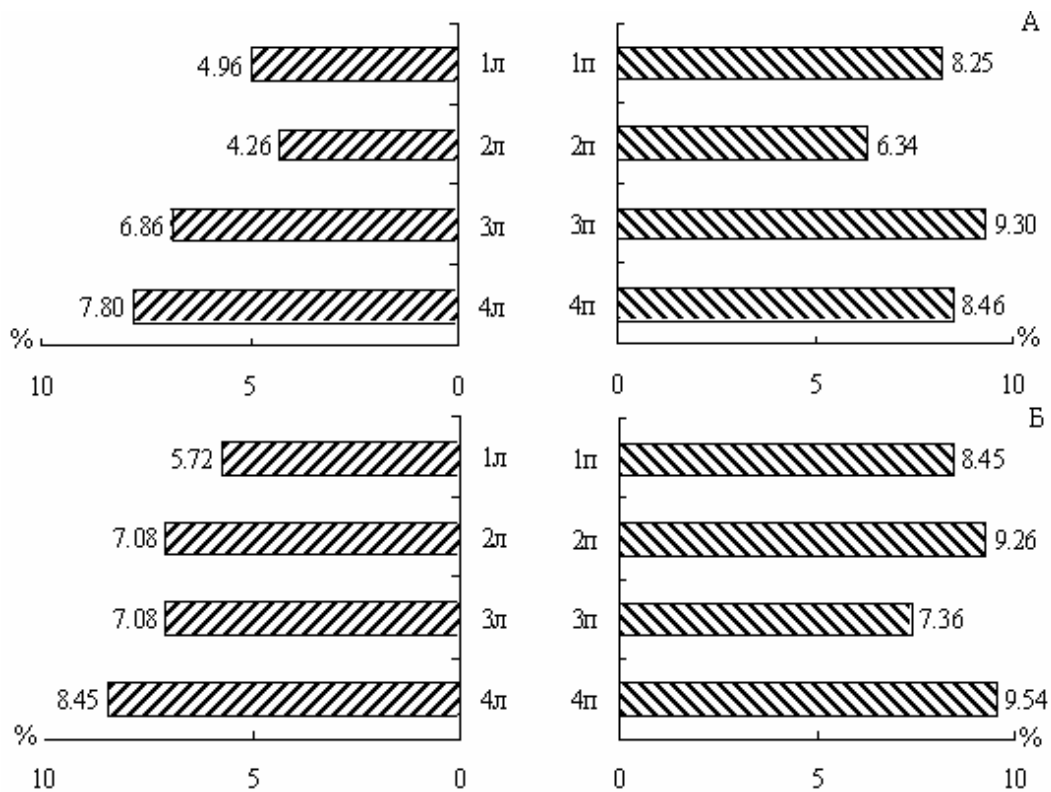 А
4.96 1л 1п 8.25
4.26 2л 2п 6.34
6.86 3л 3п 9.30
7.80 4л 4п 8.46
% %
10 5 0 0 5 10
Б
5.72 1л 1п 8.45
7.08 2л 2п 9.26
7.08 3л 3п 7.36
8.45 4л 4п 9.54
% %
10 5 0 0 5 10